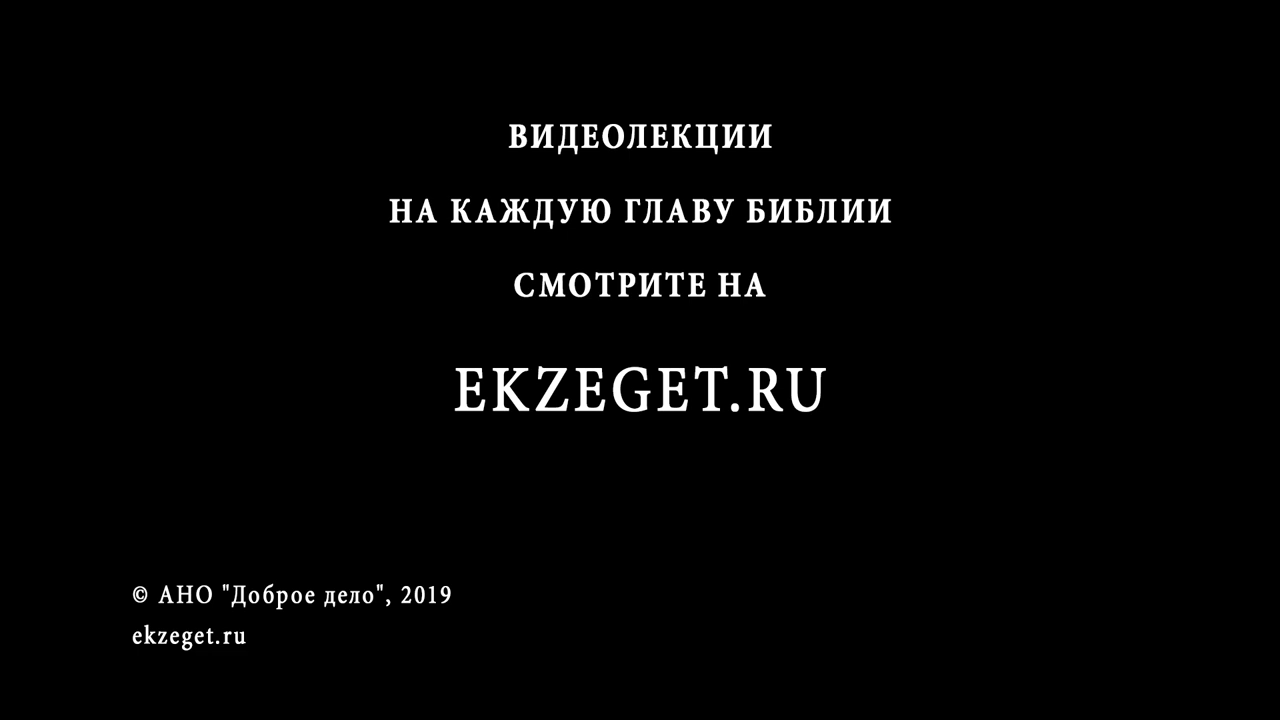 ВИДЕОЛЕКЦИИ
НА КАЖДУЮ ГЛАВУ БИБЛИИ
СМОТРИТЕ НА
EKZEGET.RU
© АНО "Доброе дело", 2019
ekzeget.ru